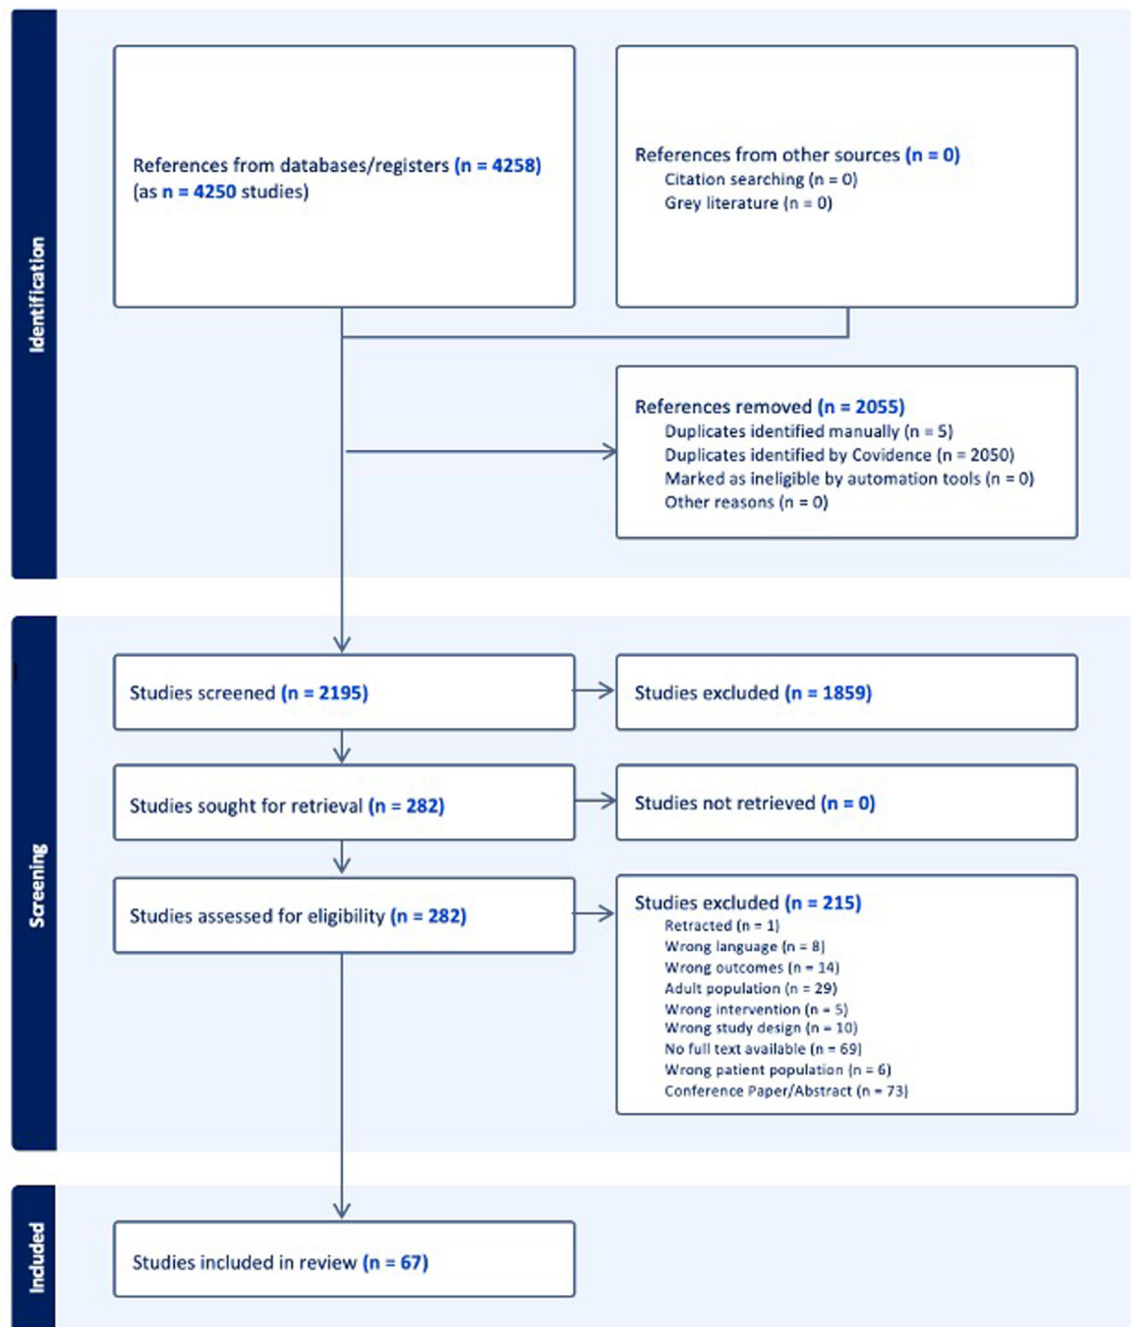 Identification
References from databases/registers (n = 4258)
(as n = 4250 studies)
References from other sources (n = 0)
Citation searching (n = 0)
Grey literature (n = 0)
References removed (n = 2055)
Duplicates identified manually (n = 5)
Duplicates identified by Covidence (n = 2050)
Marked as ineligible by automation tools (n = 0)
Other reasons (n = 0)
Screening
Studies screened (n = 2195)
Studies excluded (n = 1859)
Studies sought for retrieval (n = 282)
Studies not retrieved (n = 0)
Studies assessed for eligibility (n = 282)
Studies excluded (n = 215)
Retracted (n = 1)
Wrong language (n = 8)
Wrong outcomes (n = 14)
Adult population (n = 29)
Wrong intervention (n = 5)
Wrong study design (n = 10)
No full text available (n = 69)
Wrong patient population (n = 6)
Conference Paper/Abstract (n = 73)
Included
Studies included in review (n = 67)